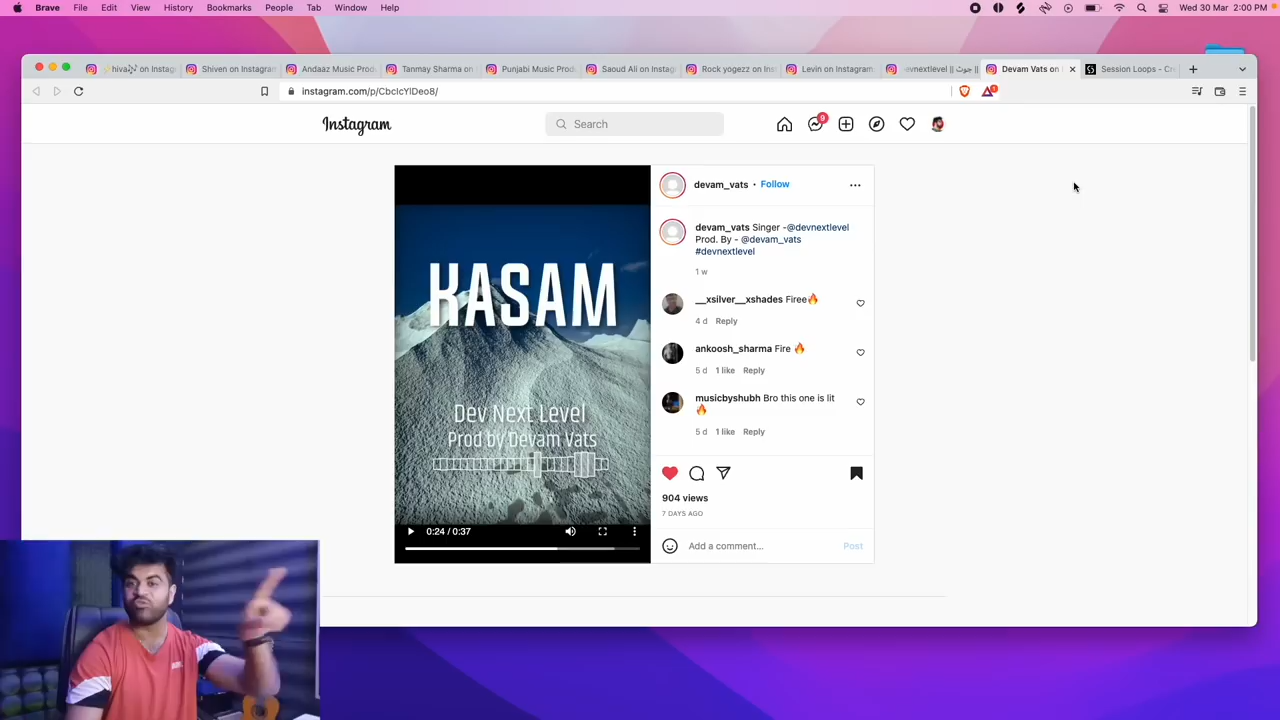 Brave File Edit View History Bookmarks People Tab Window Help
Wed 30 Mar 2:00 PM
Shiven on Instagram
Andaaz Music Prod
Tanmay Sharma on
Punjabi Music Prod
Saoud Ali on Instag
Rock yogezz on Inst
Levin on Instagram:
Devam Vats on
Session Loops - Cr
instagram.com/p/CbcIcYlDeo8/
Instagram
Search
9
KASAM
Dev Next Level
Prod by Devam Vats
0:24 / 0:37
devam_vats • Follow
devam_vats Singer -@devnextlevel
Prod. By - @devam_vats
#devnextlevel
1 w
__xsilver__xshades Firee🔥
4 d Reply
ankoosh_sharma Fire 🔥
5 d 1 like Reply
musicbyshubh Bro this one is lit
🔥
5 d 1 like Reply
904 views
7 DAYS AGO
Add a comment... Post